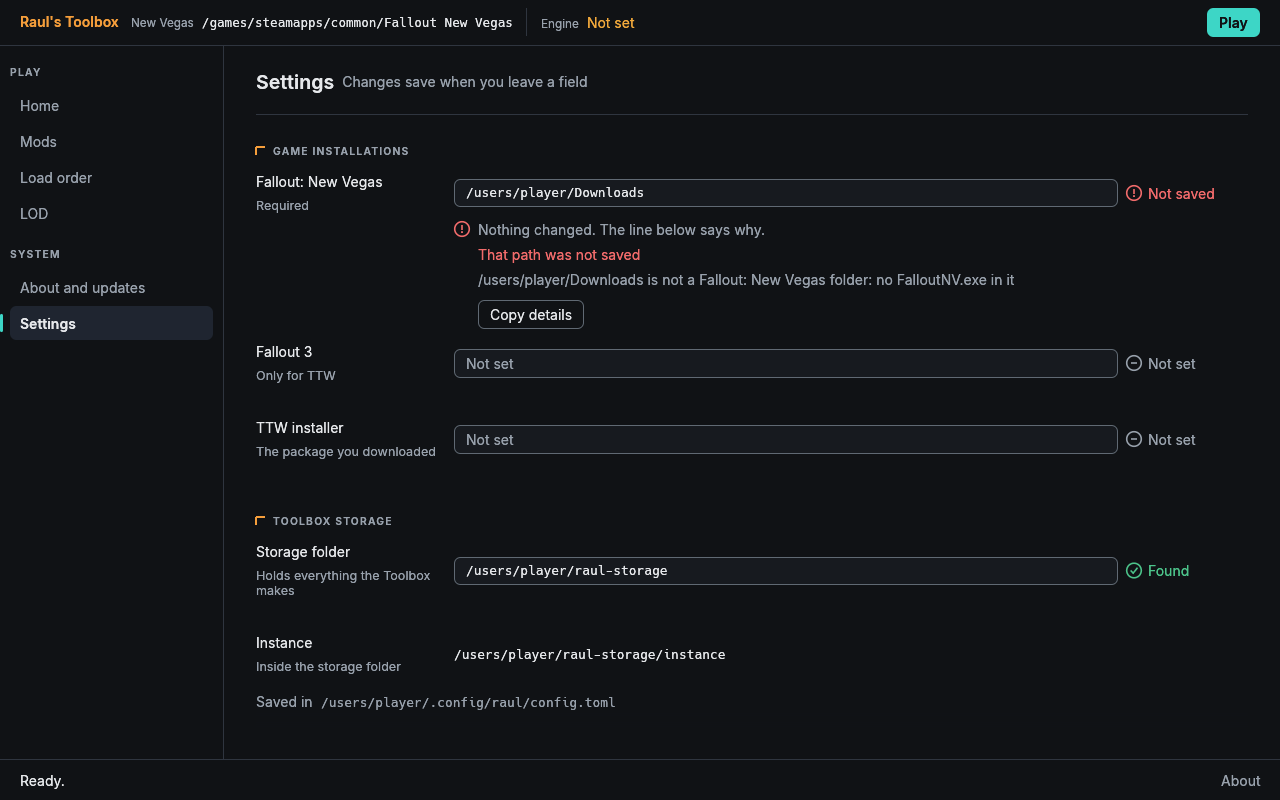 Raul's Toolbox New Vegas /games/steamapps/common/Fallout New Vegas Engine Not set Play
PLAY
Home
Mods
Load order
LOD
SYSTEM
About and updates
Settings
Settings Changes save when you leave a field
GAME INSTALLATIONS
Fallout: New Vegas
Required
/users/player/Downloads
Not saved
Nothing changed. The line below says why.
That path was not saved
/users/player/Downloads is not a Fallout: New Vegas folder: no FalloutNV.exe in it
Copy details
Fallout 3
Only for TTW
Not set
Not set
TTW installer
The package you downloaded
Not set
Not set
TOOLBOX STORAGE
Storage folder
Holds everything the Toolbox
makes
/users/player/raul-storage
Found
Instance
Inside the storage folder
/users/player/raul-storage/instance
Saved in /users/player/.config/raul/config.toml
Ready.
About